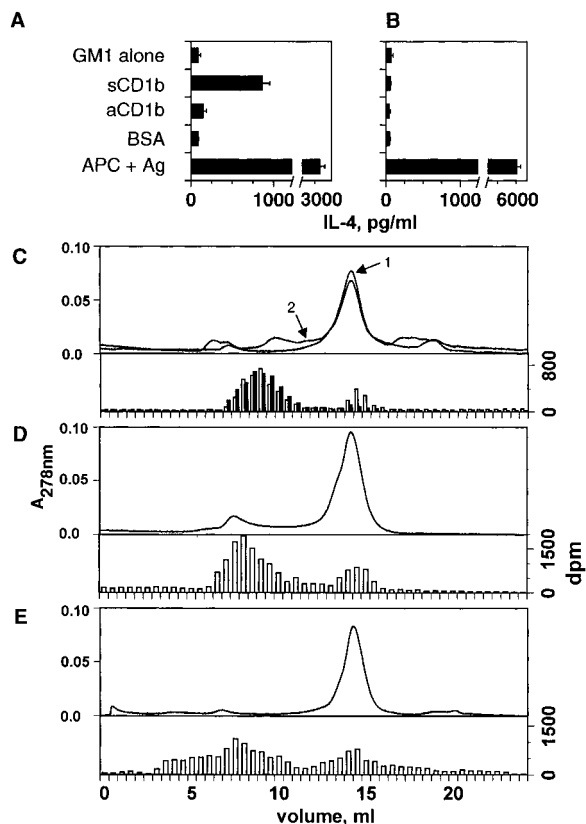 A
B
GM1 alone
sCD1b
aCD1b
BSA
APC + Ag
0 1000 3000
0 1000 6000
IL-4, pg/ml
C
0.10
0.05
0.0
1
2
800
0
D
0.10
0.05
0.0
A278nm
1500
0
dpm
E
0.10
0.05
0.0
1500
0
0 5 10 15 20
volume, ml